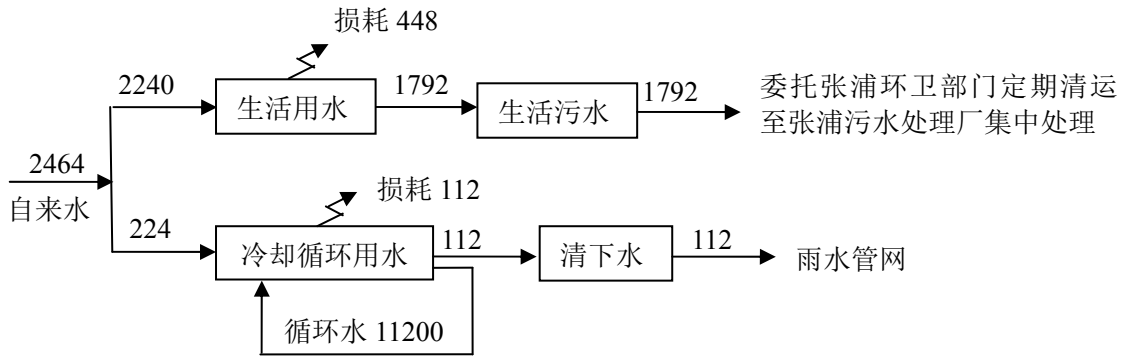 损耗 448
2240
生活用水
1792
生活污水
1792
委托张浦环卫部门定期清运
至张浦污水处理厂集中处理
2464
自来水
损耗 112
224
冷却循环用水
112
清下水
112
雨水管网
循环水 11200